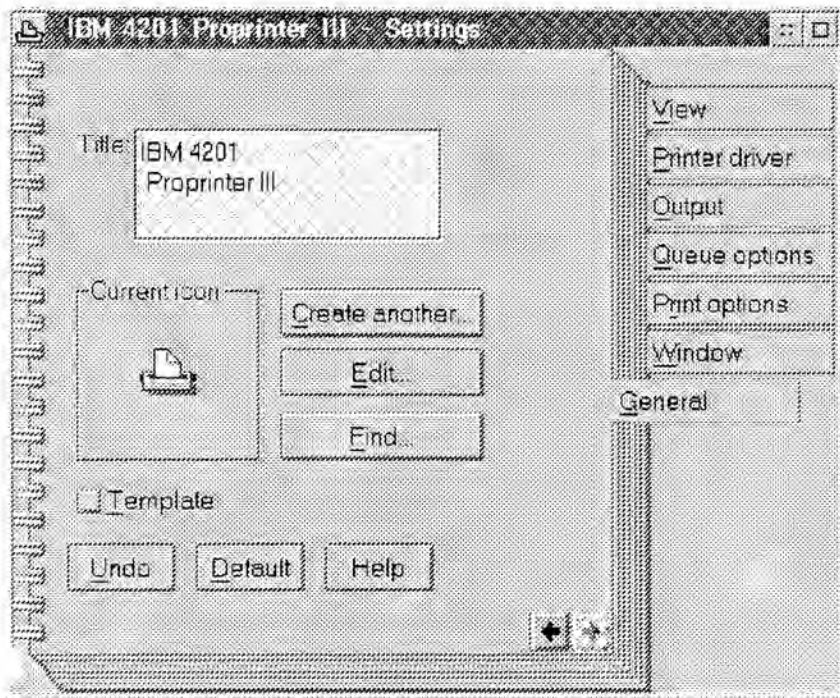 IBM 4201 Proprinter III - Settings
Title: IBM 4201
Proprinter III
Current icon
Create another...
Edit...
Find...
Template
Undo
Default
Help
View
Printer driver
Output
Queue options
Print options
Window
General